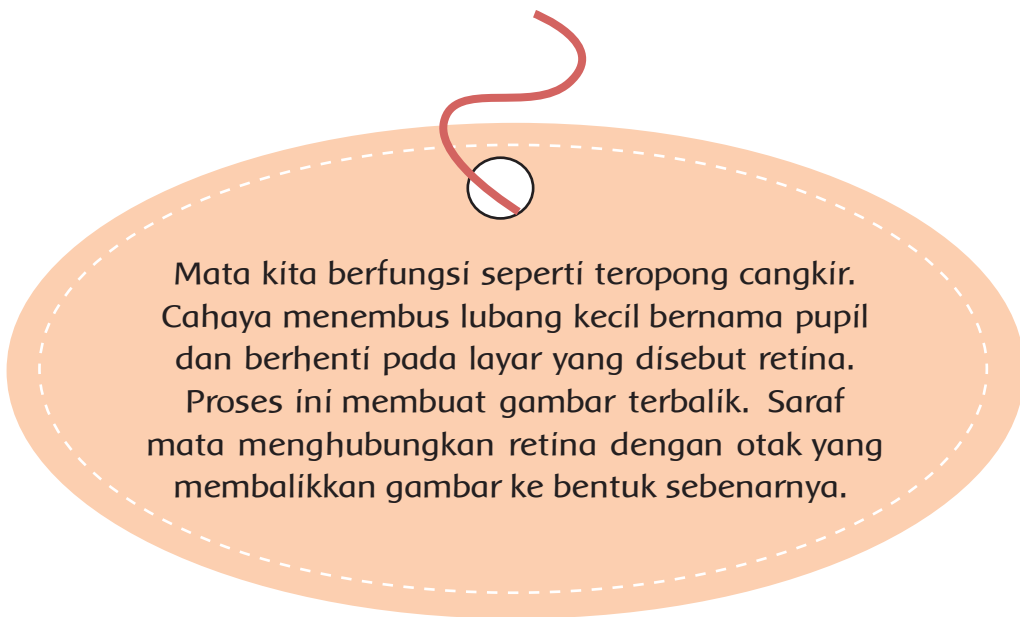 Mata kita berfungsi seperti teropong cangkir.
Cahaya menembus lubang kecil bernama pupil
dan berhenti pada layar yang disebut retina.
Proses ini membuat gambar terbalik. Saraf
mata menghubungkan retina dengan otak yang
membalikkan gambar ke bentuk sebenarnya.